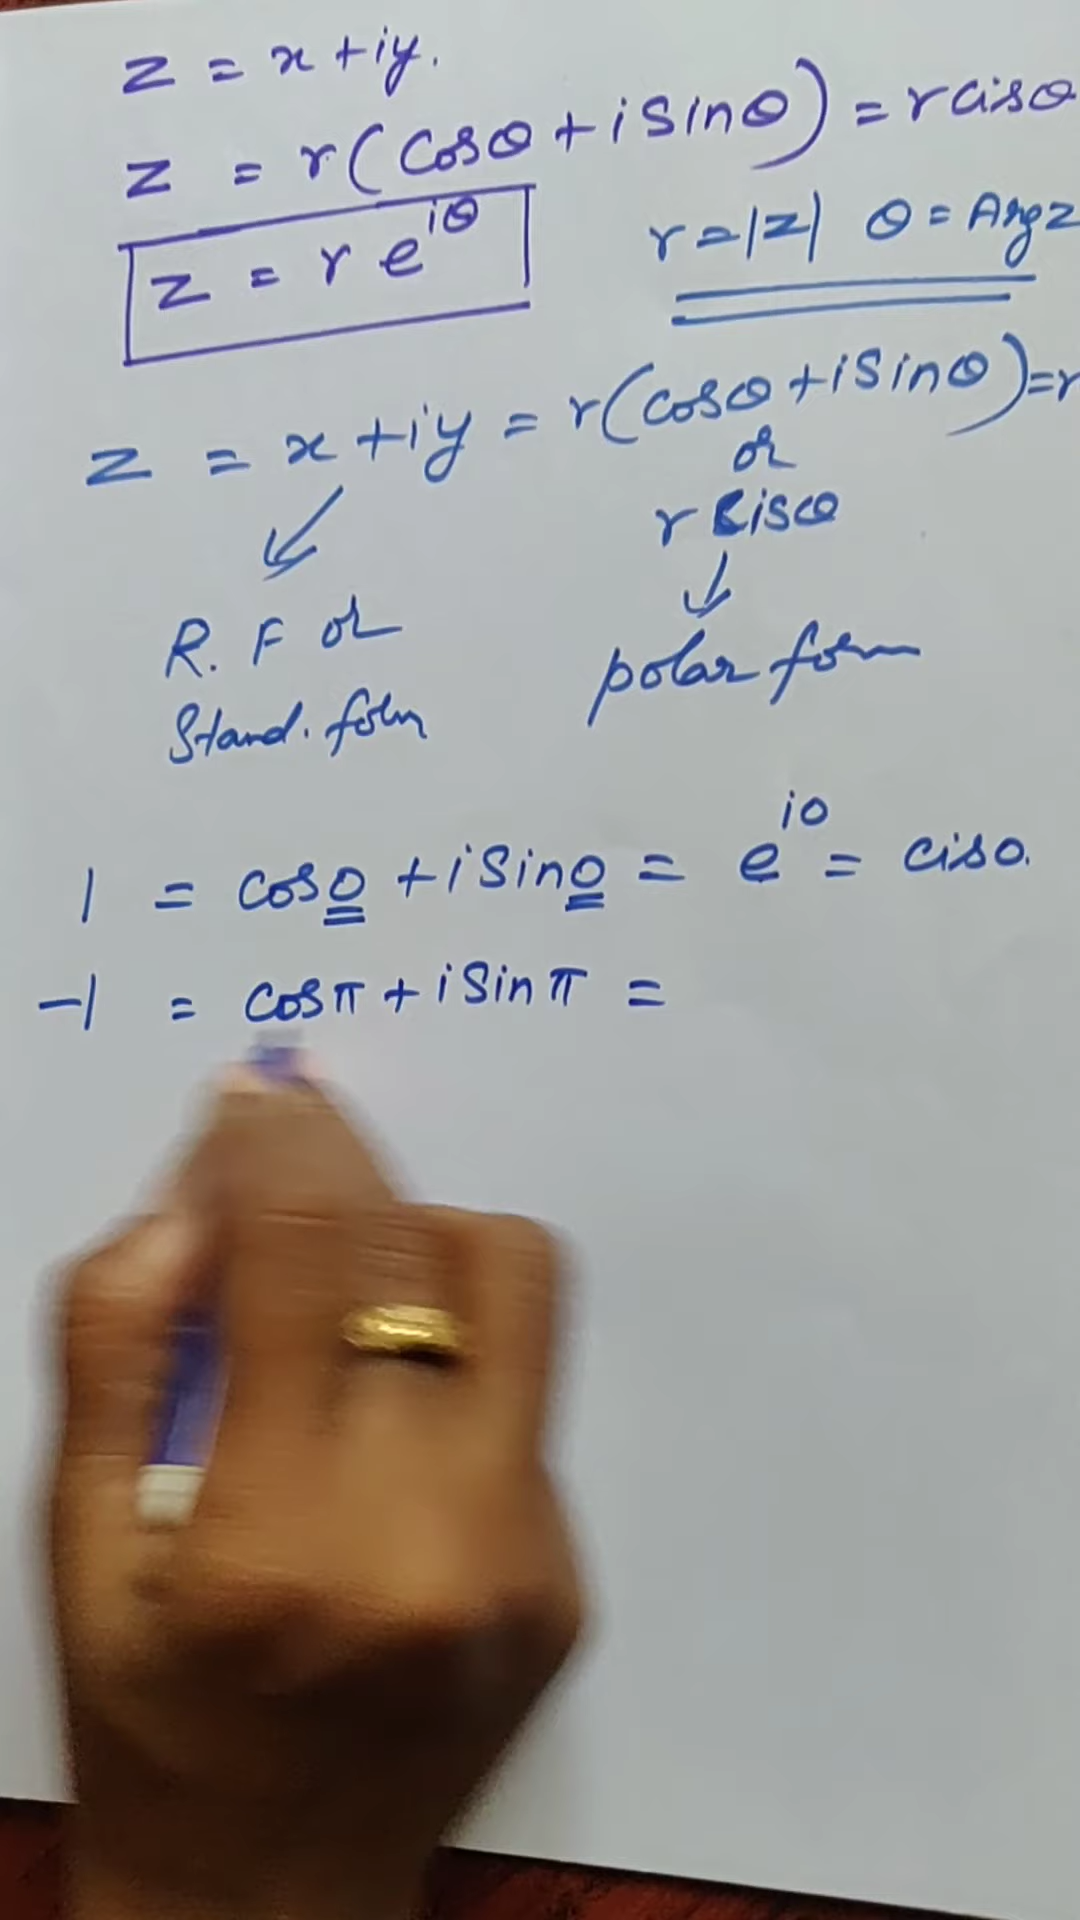 z = x + iy.
z = r(cosθ + i sinθ) = r cisθ
z = r e^{iθ}
r = |z| θ = Arg z
z = x + iy = r(cosθ + i sinθ) = r
or
r cisθ
R. F or
Stand. form
polar form
1 = cos0 + i sin0 = e^{i0} = cis0.
-1 = cosπ + i sinπ =